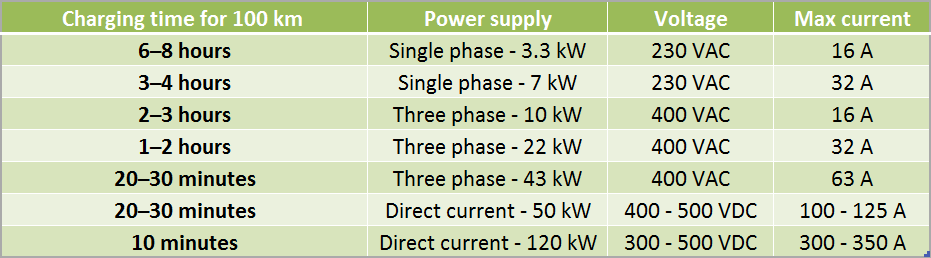 Charging time for 100 km Power supply Voltage Max current
6–8 hours Single phase - 3.3 kW 230 VAC 16 A
3–4 hours Single phase - 7 kW 230 VAC 32 A
2–3 hours Three phase - 10 kW 400 VAC 16 A
1–2 hours Three phase - 22 kW 400 VAC 32 A
20–30 minutes Three phase - 43 kW 400 VAC 63 A
20–30 minutes Direct current - 50 kW 400 - 500 VDC 100 - 125 A
10 minutes Direct current - 120 kW 300 - 500 VDC 300 - 350 A